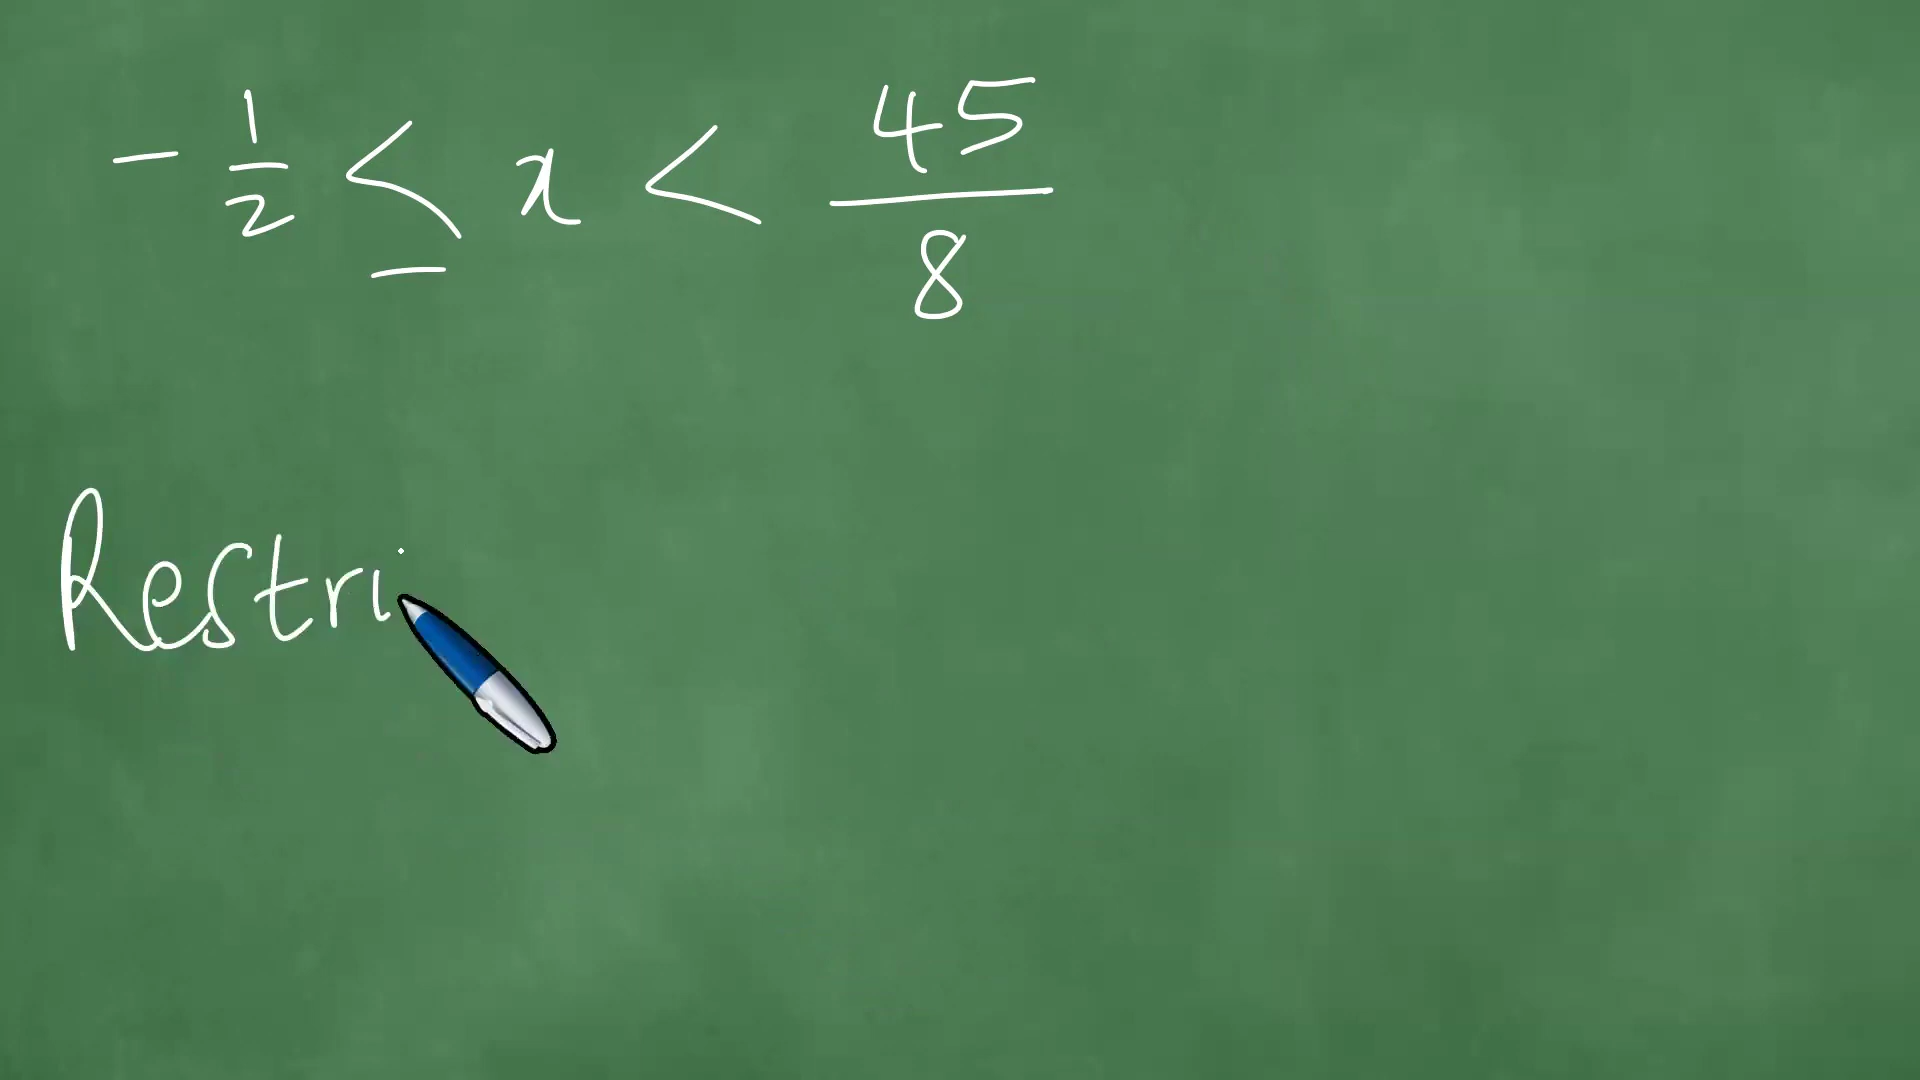 -1/2 ≤ x < 45/8
Restri